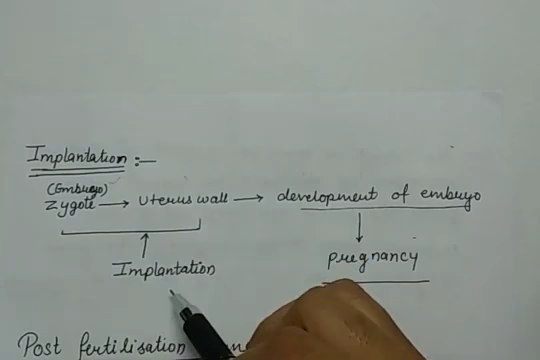 Implantation :-
(Embryo)
Zygote → uterus wall → development of embryo
Implantation
pregnancy
Post fertilisation